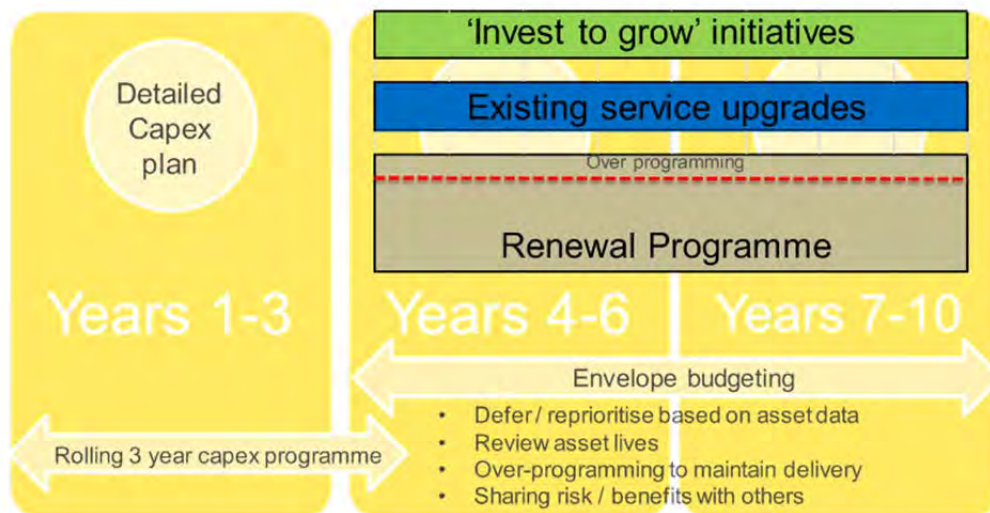 Detailed
Capex
plan
'Invest to grow' initiatives
Existing service upgrades
Over programming
Renewal Programme
Years 1-3
Years 4-6
Years 7-10
Envelope budgeting
• Defer / reprioritise based on asset data
• Review asset lives
• Over-programming to maintain delivery
• Sharing risk / benefits with others
Rolling 3 year capex programme